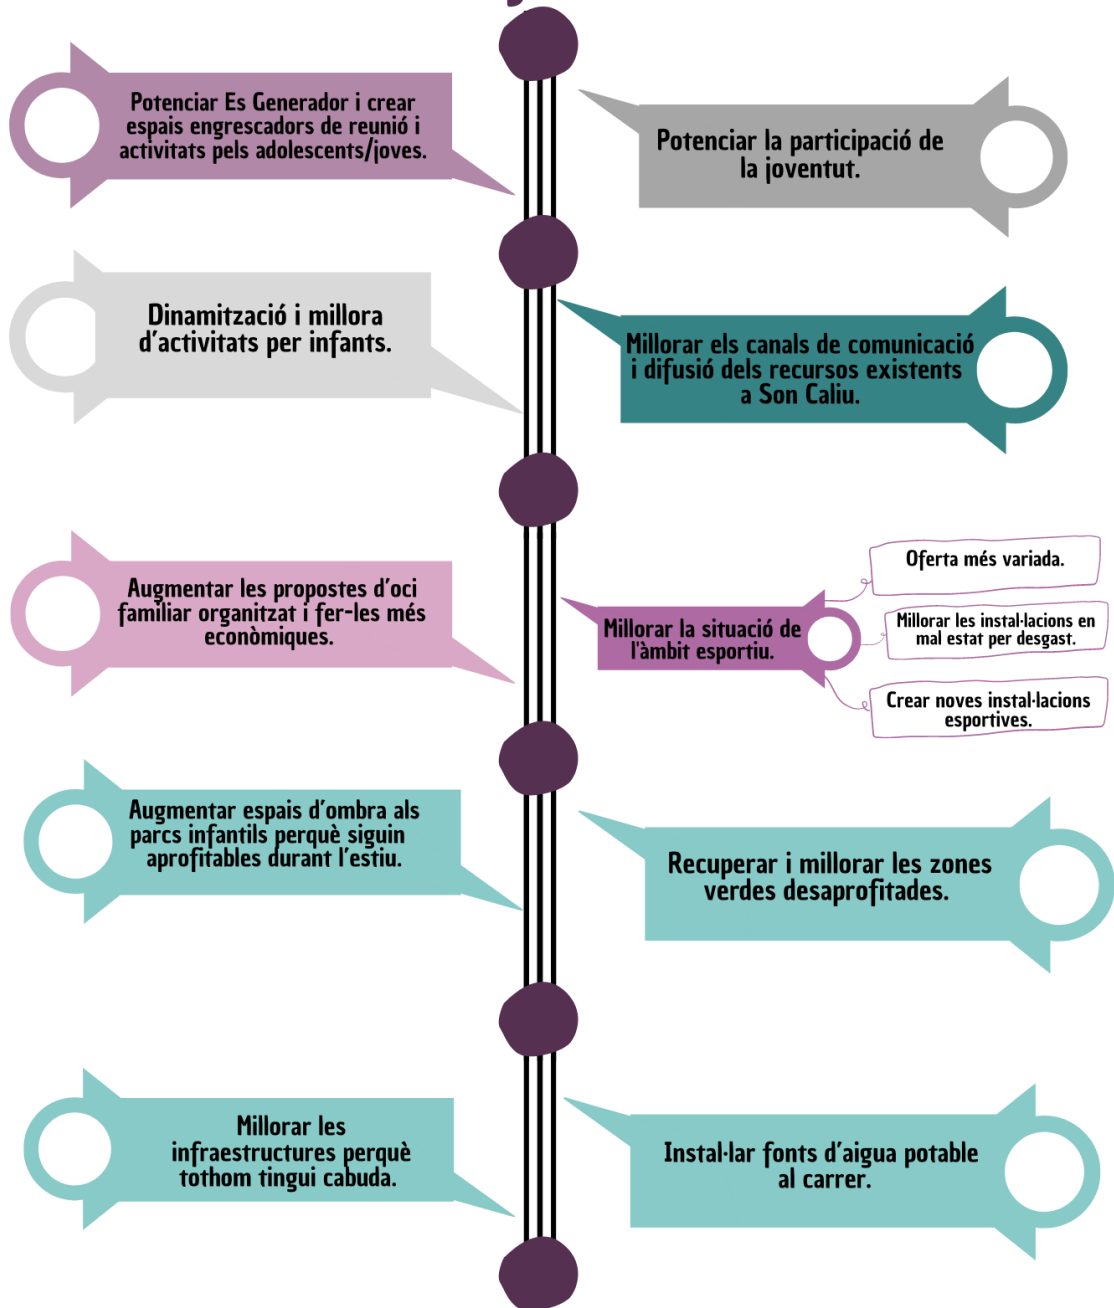 Potenciar Es Generador i crear
espais engrescadors de reunió i
activitats pels adolescents/joves.
Potenciar la participació de
la joventut.
Dinamització i millora
d'activitats per infants.
Millorar els canals de comunicació
i difusió dels recursos existents
a Son Caliu.
Augmentar les propostes d'oci
familiar organitzat i fer-les més
econòmiques.
Millorar la situació de
l'àmbit esportiu.
Oferta més variada.
Millorar les instal·lacions en
mal estat per desgast.
Crear noves instal·lacions
esportives.
Augmentar espais d'ombra als
parcs infantils perquè siguin
aprofitables durant l'estiu.
Recuperar i millorar les zones
verdes desaprofitades.
Millorar les
infraestructures perquè
tothom tingui cabuda.
Instal·lar fonts d'aigua potable
al carrer.